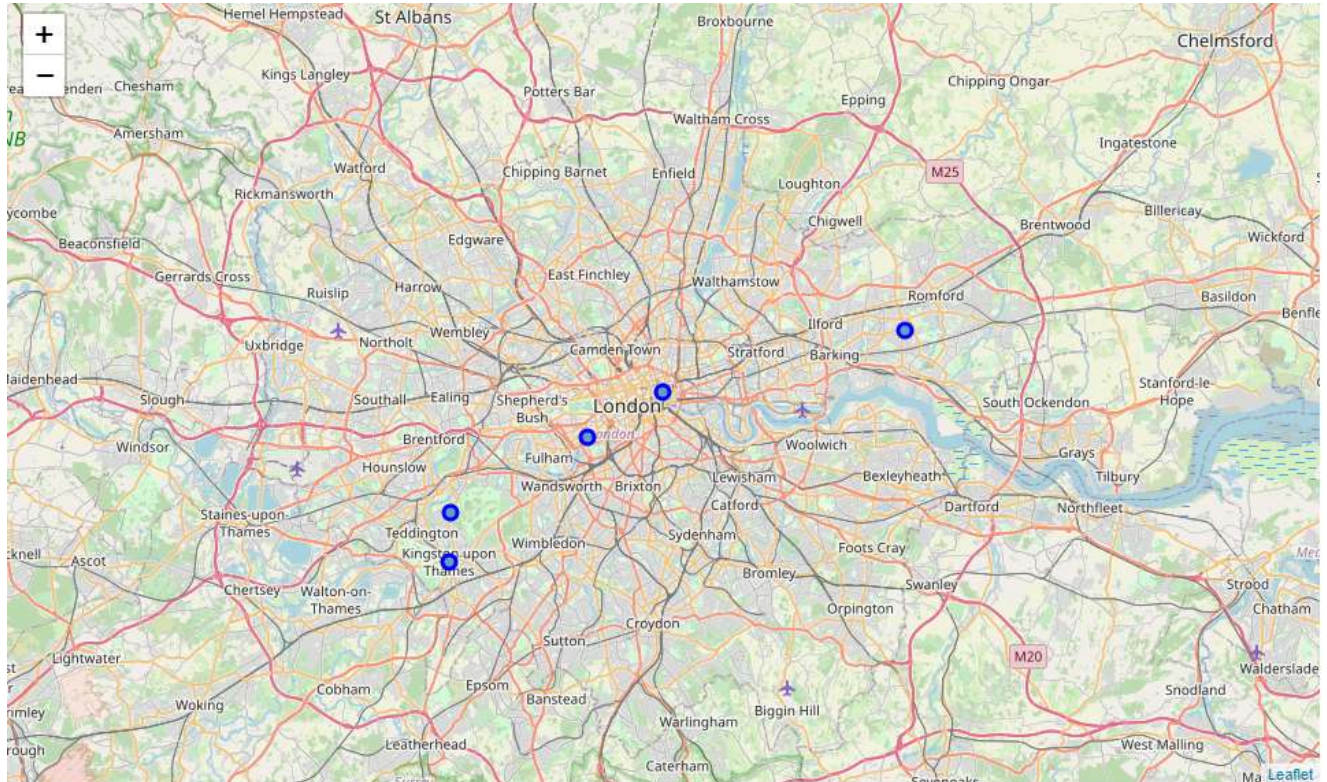 +
−
Hemel Hempstead
St Albans
Broxbourne
Chelmsford
Kings Langley
Chesham
Potters Bar
Epping
Chipping Ongar
Waltham Cross
Amersham
NB
Ingatestone
Watford
Chipping Barnet
Enfield
M25
Loughton
Rickmansworth
Chigwell
Billericay
Brentwood
Wickford
Beaconsfield
Edgware
Gerrards Cross
East Finchley
Walthamstow
Harrow
Ruislip
Romford
Basildon
Ilford
Wembley
Uxbridge
Northolt
Camden Town
Stratford
Barking
Stanford-le
Hope
Slough
Southall
Ealing
Shepherd's
Bush
London
South Ockendon
Brentford
London
Woolwich
Windsor
Grays
Fulham
Hounslow
Lewisham
Bexleyheath
Tilbury
Wandsworth
Brixton
Catford
Dartford
Northfleet
Staines-upon-
Thames
Teddington
Sydenham
Wimbledon
Foots Cray
Kingston upon
Thames
Ascot
Bromley
Swanley
Strood
Chertsey
Walton-on-
Thames
Orpington
Chatham
Croydon
Sutton
M20
Lightwater
Walderslade
Epsom
Cobham
Banstead
Biggin Hill
Snodland
Woking
Warlingham
Leatherhead
West Malling
Caterham
Leaflet